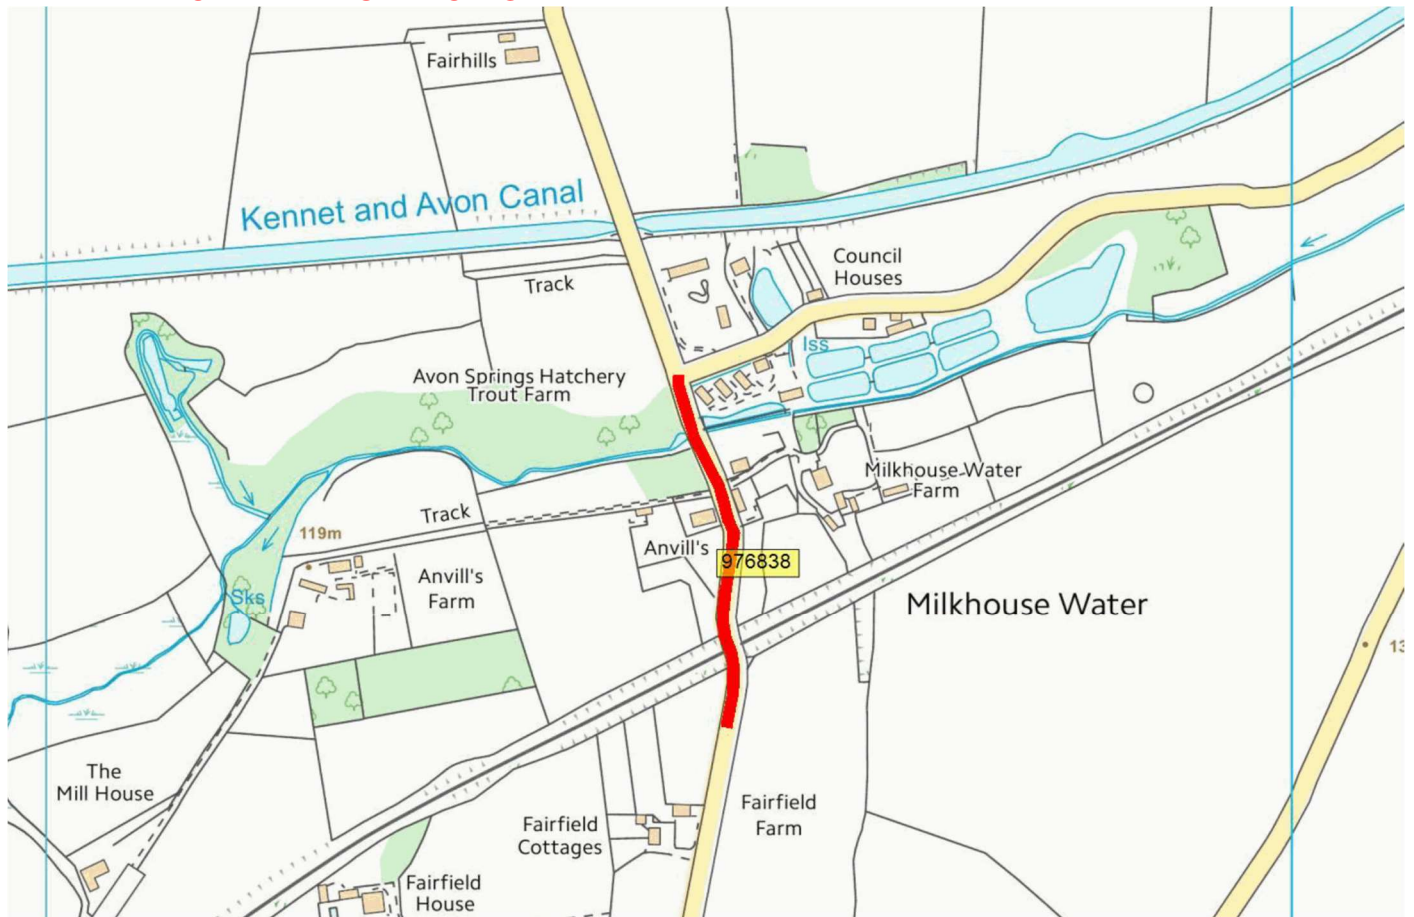 Fairhills
Kennet and Avon Canal
Council
Houses
Track
Iss
Avon Springs Hatchery
Trout Farm
Milkhouse Water
Farm
Track
119m
Anvill's
976838
Anvill's
Farm
Sks
Milkhouse Water
13
The
Mill House
Fairfield
Farm
Fairfield
Cottages
Fairfield
House